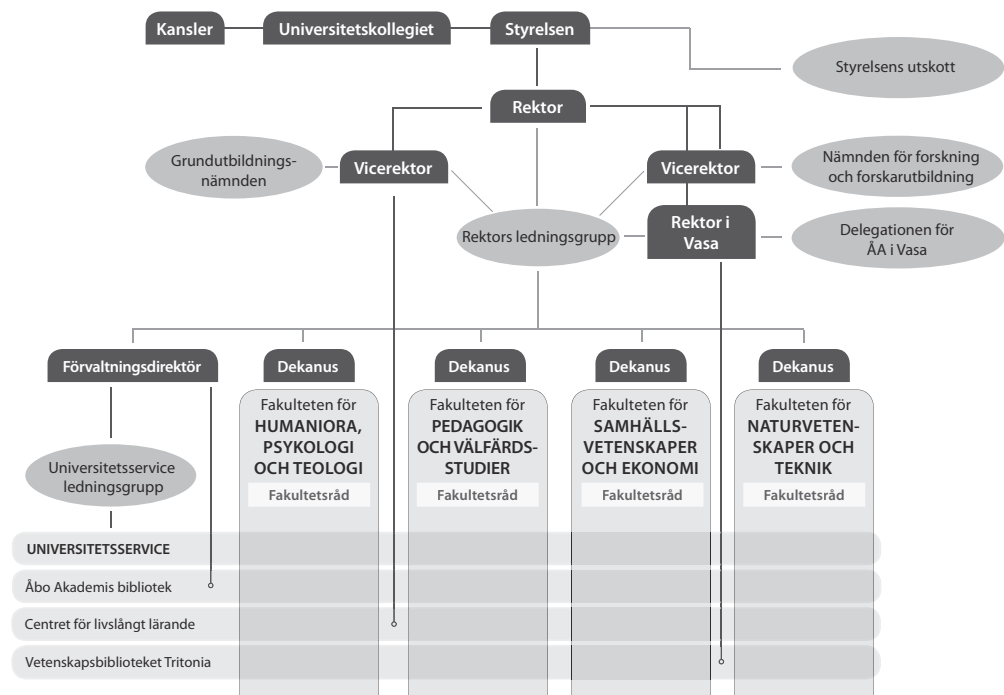 Kansler
Universitetskollegiet
Styrelsen
Styrelsens utskott
Rektor
Grundutbildnings-
nämnden
Vicerektor
Vicerektor
Nämnden för forskning
och forskarutbildning
Rektors ledningsgrupp
Rektor i
Vasa
Delegationen för
ÅA i Vasa
Förvaltningsdirektör
Dekanus
Dekanus
Dekanus
Dekanus
Fakulteten för
HUMANIORA,
PSYKOLOGI
OCH TEOLOGI
Fakultetsråd
Fakulteten för
PEDAGOGIK
OCH VÄLFÄRDS-
STUDIER
Fakultetsråd
Fakulteten för
SAMHÄLLS-
VETENSKAPER
OCH EKONOMI
Fakultetsråd
Fakulteten för
NATURVETEN-
SKAPER OCH
TEKNIK
Fakultetsråd
Universitetsservice
ledningsgrupp
UNIVERSITETSSERVICE
Åbo Akademis bibliotek
Centret för livslångt lärande
Vetenskapsbiblioteket Tritonia